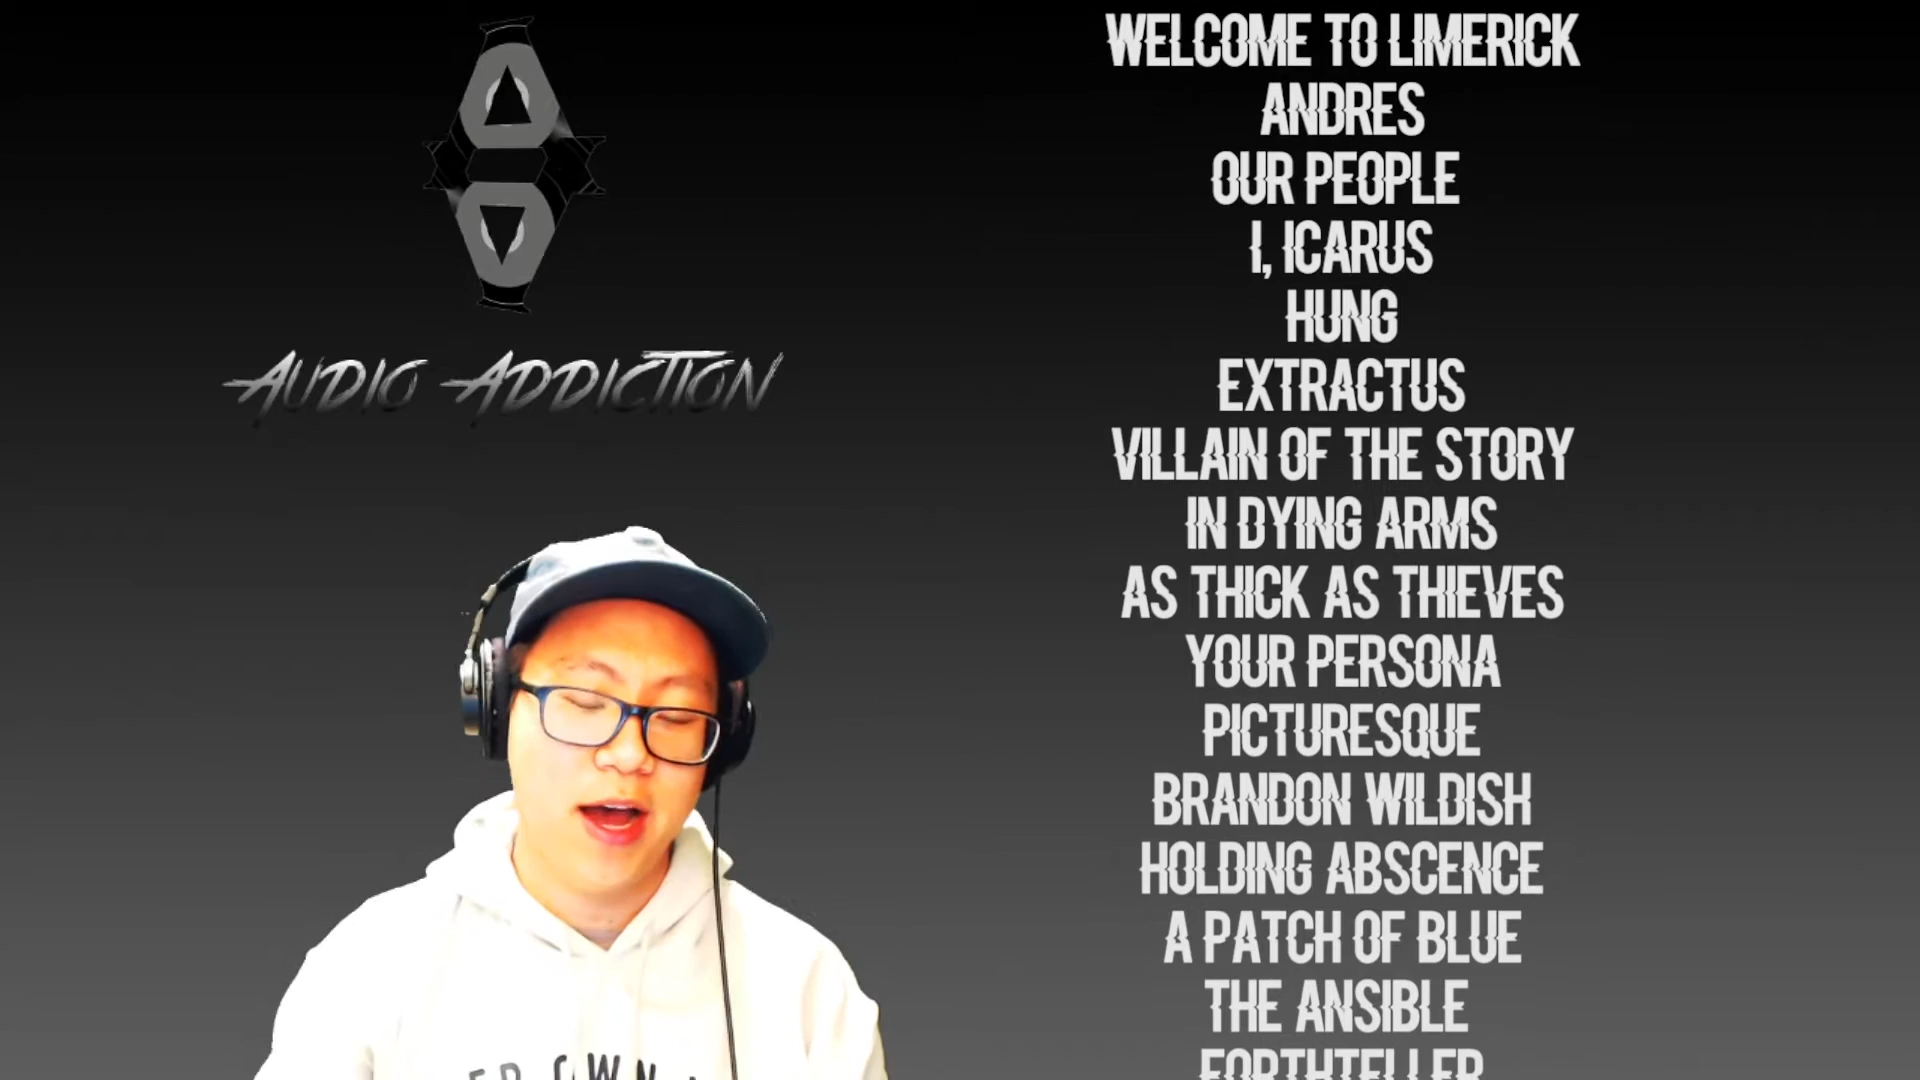 AUDIO ADDICTION
WELCOME TO LIMERICK
ANDRES
OUR PEOPLE
I, ICARUS
HUNG
EXTRACTUS
VILLAIN OF THE STORY
IN DYING ARMS
AS THICK AS THIEVES
YOUR PERSONA
PICTURESQUE
BRANDON WILDISH
HOLDING ABSCENCE
A PATCH OF BLUE
THE ANSIBLE
FORTHTELLER